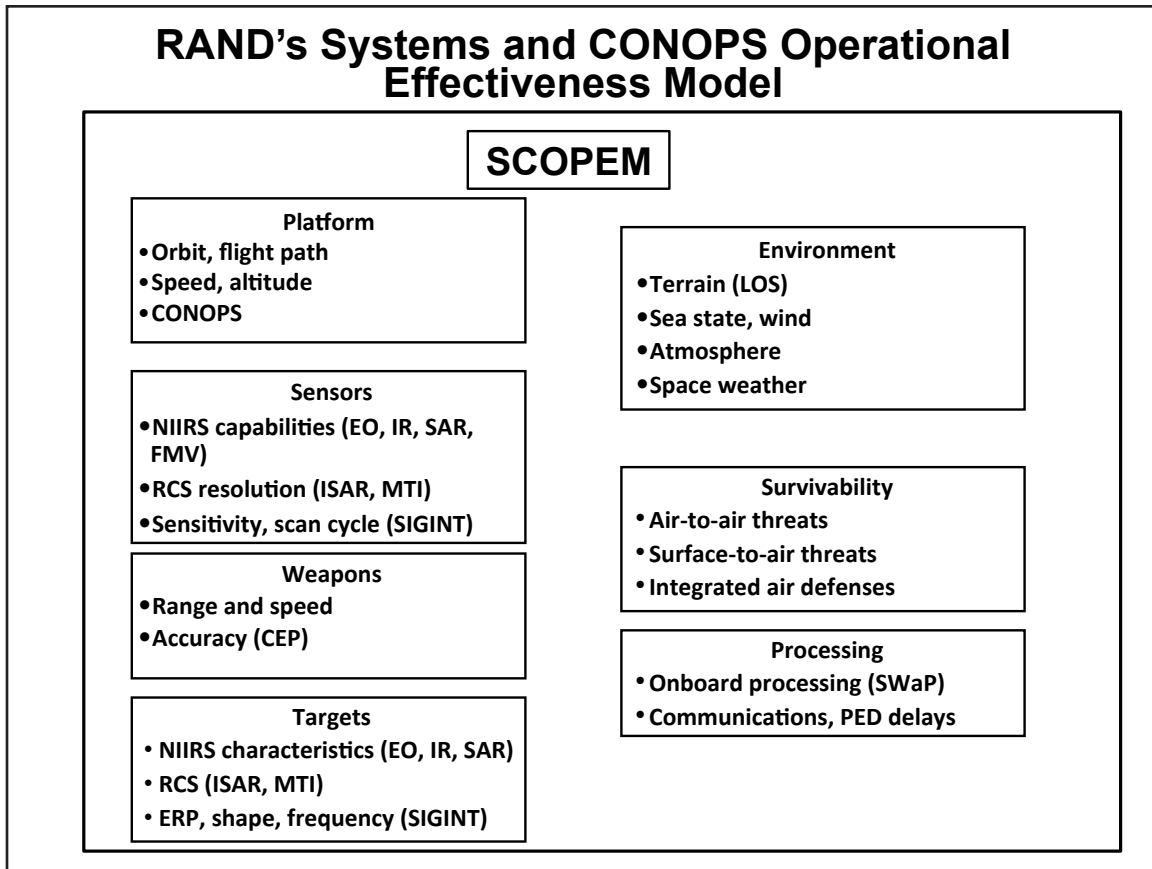 RAND's Systems and CONOPS Operational
Effectiveness Model
SCOPEM
Platform
•Orbit, flight path
•Speed, altitude
•CONOPS
Sensors
•NIIRS capabilities (EO, IR, SAR,
FMV)
•RCS resolution (ISAR, MTI)
•Sensitivity, scan cycle (SIGINT)
Weapons
•Range and speed
•Accuracy (CEP)
Targets
• NIIRS characteristics (EO, IR, SAR)
• RCS (ISAR, MTI)
• ERP, shape, frequency (SIGINT)
Environment
•Terrain (LOS)
•Sea state, wind
•Atmosphere
•Space weather
Survivability
• Air-to-air threats
• Surface-to-air threats
• Integrated air defenses
Processing
• Onboard processing (SWaP)
• Communications, PED delays